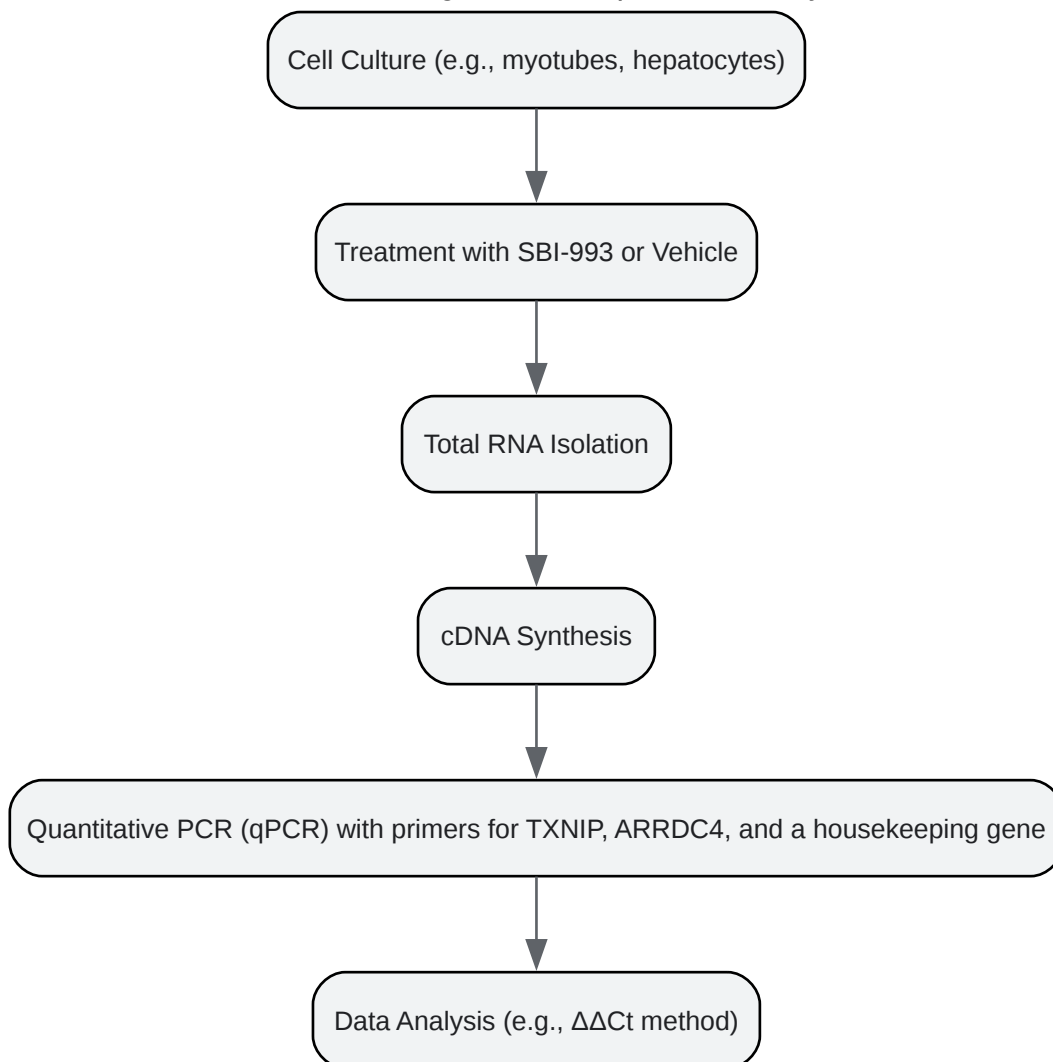 Cell Culture (e.g., myotubes, hepatocytes)
Treatment with SBI-993 or Vehicle
Total RNA Isolation
cDNA Synthesis
Quantitative PCR (qPCR) with primers for TXNIP, ARRDC4, and a housekeeping gene
Data Analysis (e.g., ΔΔCt method)